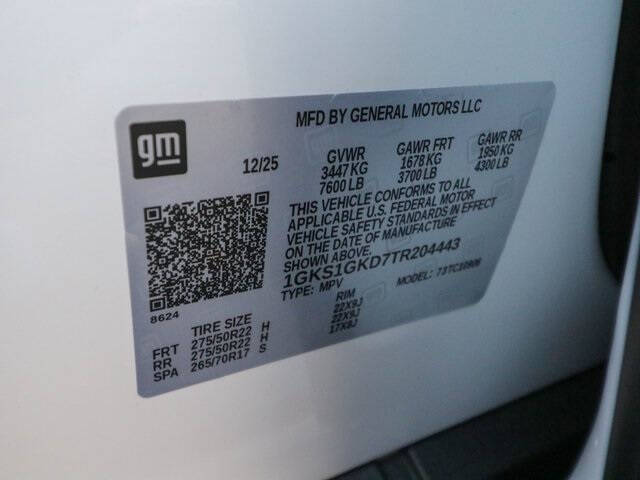 MFD BY GENERAL MOTORS LLC
gm
12/25
GVWR GAWR FRT GAWR RR
3447 KG 1678 KG 1950 KG
7600 LB 3700 LB 4300 LB
THIS VEHICLE CONFORMS TO ALL
APPLICABLE U.S. FEDERAL MOTOR
VEHICLE SAFETY STANDARDS IN EFFECT
ON THE DATE OF MANUFACTURE
SHOWN ABOVE.
1GKS1GKD7TR204443
TYPE: MPV MODEL: 73TC10906
8624
TIRE SIZE RIM
FRT 275/50R22 H 22X9J
RR 275/50R22 H 22X9J
SPA 265/70R17 S 17X8J